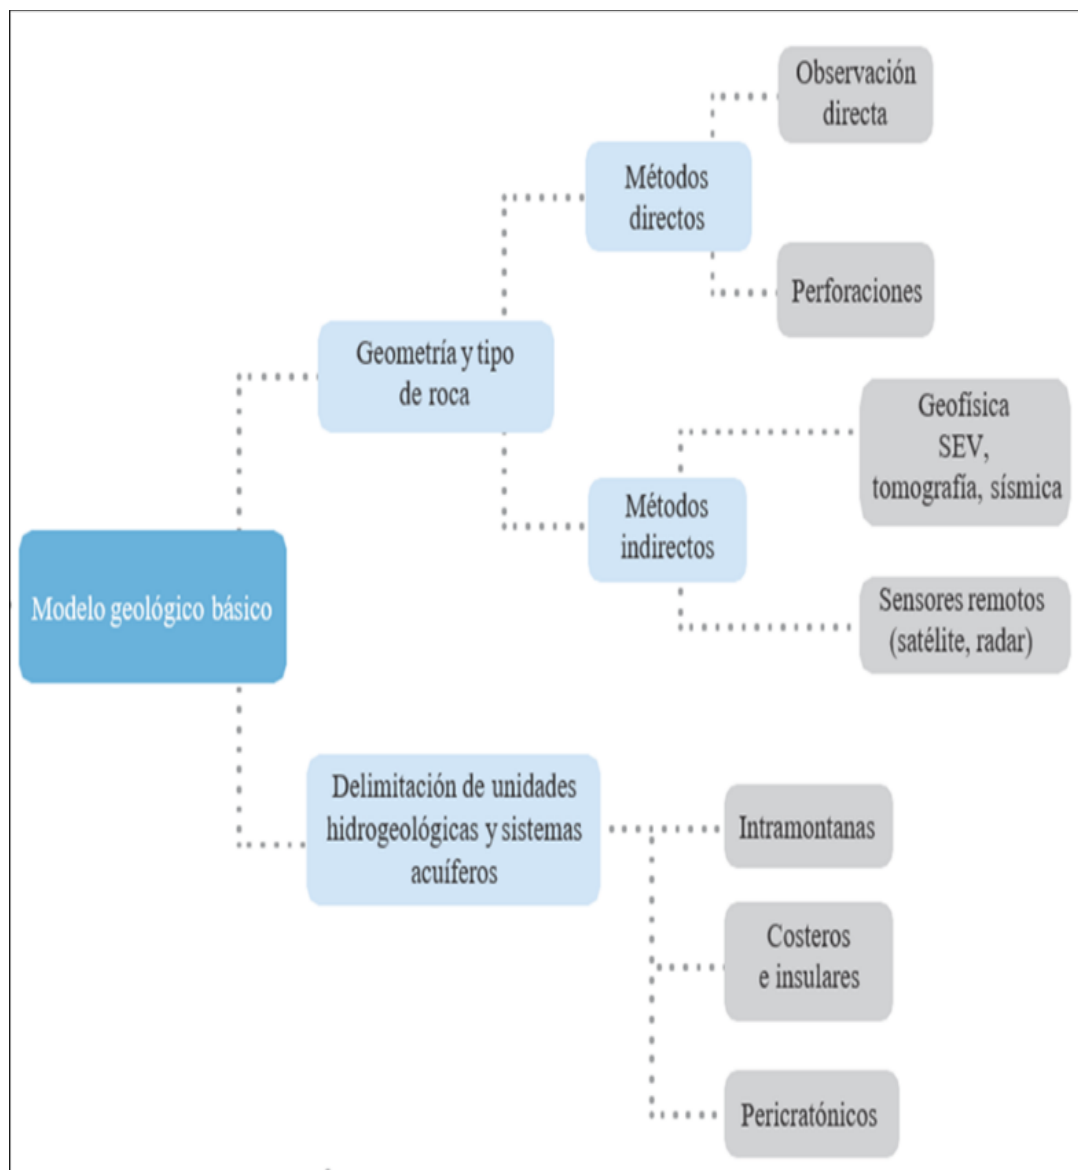 Observación
directa
Métodos
directos
Perforaciones
Geometría y tipo
de roca
Geofísica
SEV,
tomografía, sísmica
Métodos
indirectos
Sensores remotos
(satélite, radar)
Modelo geológico básico
Delimitación de unidades
hidrogeológicas y sistemas
acuíferos
Intramontanas
Costeros
e insulares
Pericratónicos